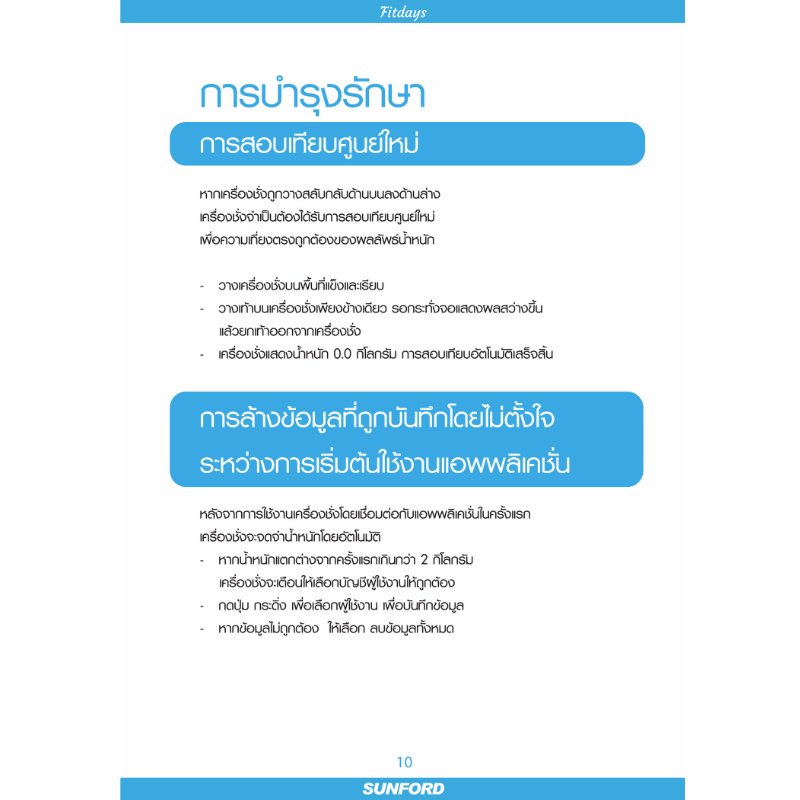 Fitdays
การบำรุงรักษา
การสอบเทียบศูนย์ใหม่
หากเครื่องชั่งถูกวางสลับกลับด้านบนลงด้านล่าง
เครื่องชั่งจำเป็นต้องได้รับการสอบเทียบศูนย์ใหม่
เพื่อความเที่ยงตรงถูกต้องของผลลัพธ์น้ำหนัก
- วางเครื่องชั่งบนพื้นที่แข็งและเรียบ
- วางเท้าบนเครื่องชั่งเพียงข้างเดียว รอกระทั่งจอแสดงผลสว่างขึ้น
แล้วยกเท้าออกจากเครื่องชั่ง
- เครื่องชั่งแสดงน้ำหนัก 0.0 กิโลกรัม การสอบเทียบอัตโนมัติเสร็จสิ้น
การล้างข้อมูลที่ถูกบันทึกโดยไม่ตั้งใจ
ระหว่างการเริ่มต้นใช้งานแอพพลิเคชั่น
หลังจากการใช้งานเครื่องชั่งโดยเชื่อมต่อกับแอพพลิเคชั่นในครั้งแรก
เครื่องชั่งจะจดจำน้ำหนักโดยอัตโนมัติ
- หากน้ำหนักแตกต่างจากครั้งแรกเกินกว่า 2 กิโลกรัม
เครื่องชั่งจะเตือนให้เลือกบัญชีผู้ใช้งานให้ถูกต้อง
- กดปุ่ม กระดิ่ง เพื่อเลือกผู้ใช้งาน เพื่อบันทึกข้อมูล
- หากข้อมูลไม่ถูกต้อง ให้เลือก ลบข้อมูลทั้งหมด
10
SUNFORD